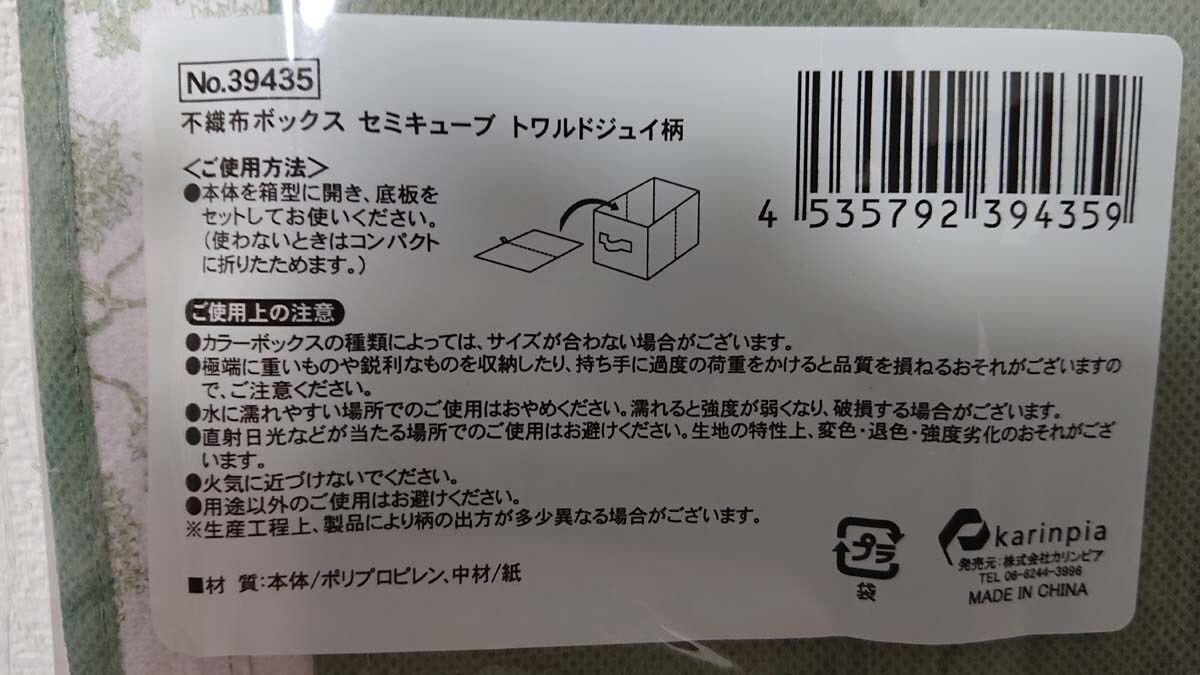 No.39435
不織布ボックス セミキューブ トワルドジュイ柄
<ご使用方法>
●本体を箱型に開き、底板を
セットしてお使いください。
(使わないときはコンパクト
に折りたためます。)
4 535792 394359
ご使用上の注意
●カラーボックスの種類によっては、サイズが合わない場合がございます。
●極端に重いものや鋭利なものを収納したり、持ち手に過度の荷重をかけると品質を損ねるおそれがございますの
で、ご注意ください。
●水に濡れやすい場所でのご使用はおやめください。濡れると強度が弱くなり、破損する場合がございます。
●直射日光などが当たる場所でのご使用はお避けください。生地の特性上、変色・退色・強度劣化のおそれがござ
います。
●火気に近づけないでください。
●用途以外のご使用はお避けください。
※生産工程上、製品により柄の出方が多少異なる場合がございます。
■材 質:本体/ポリプロピレン、中材/紙
プラ
袋
karinpia
発売元:株式会社カリンピア
TEL 06-6244-3996
MADE IN CHINA